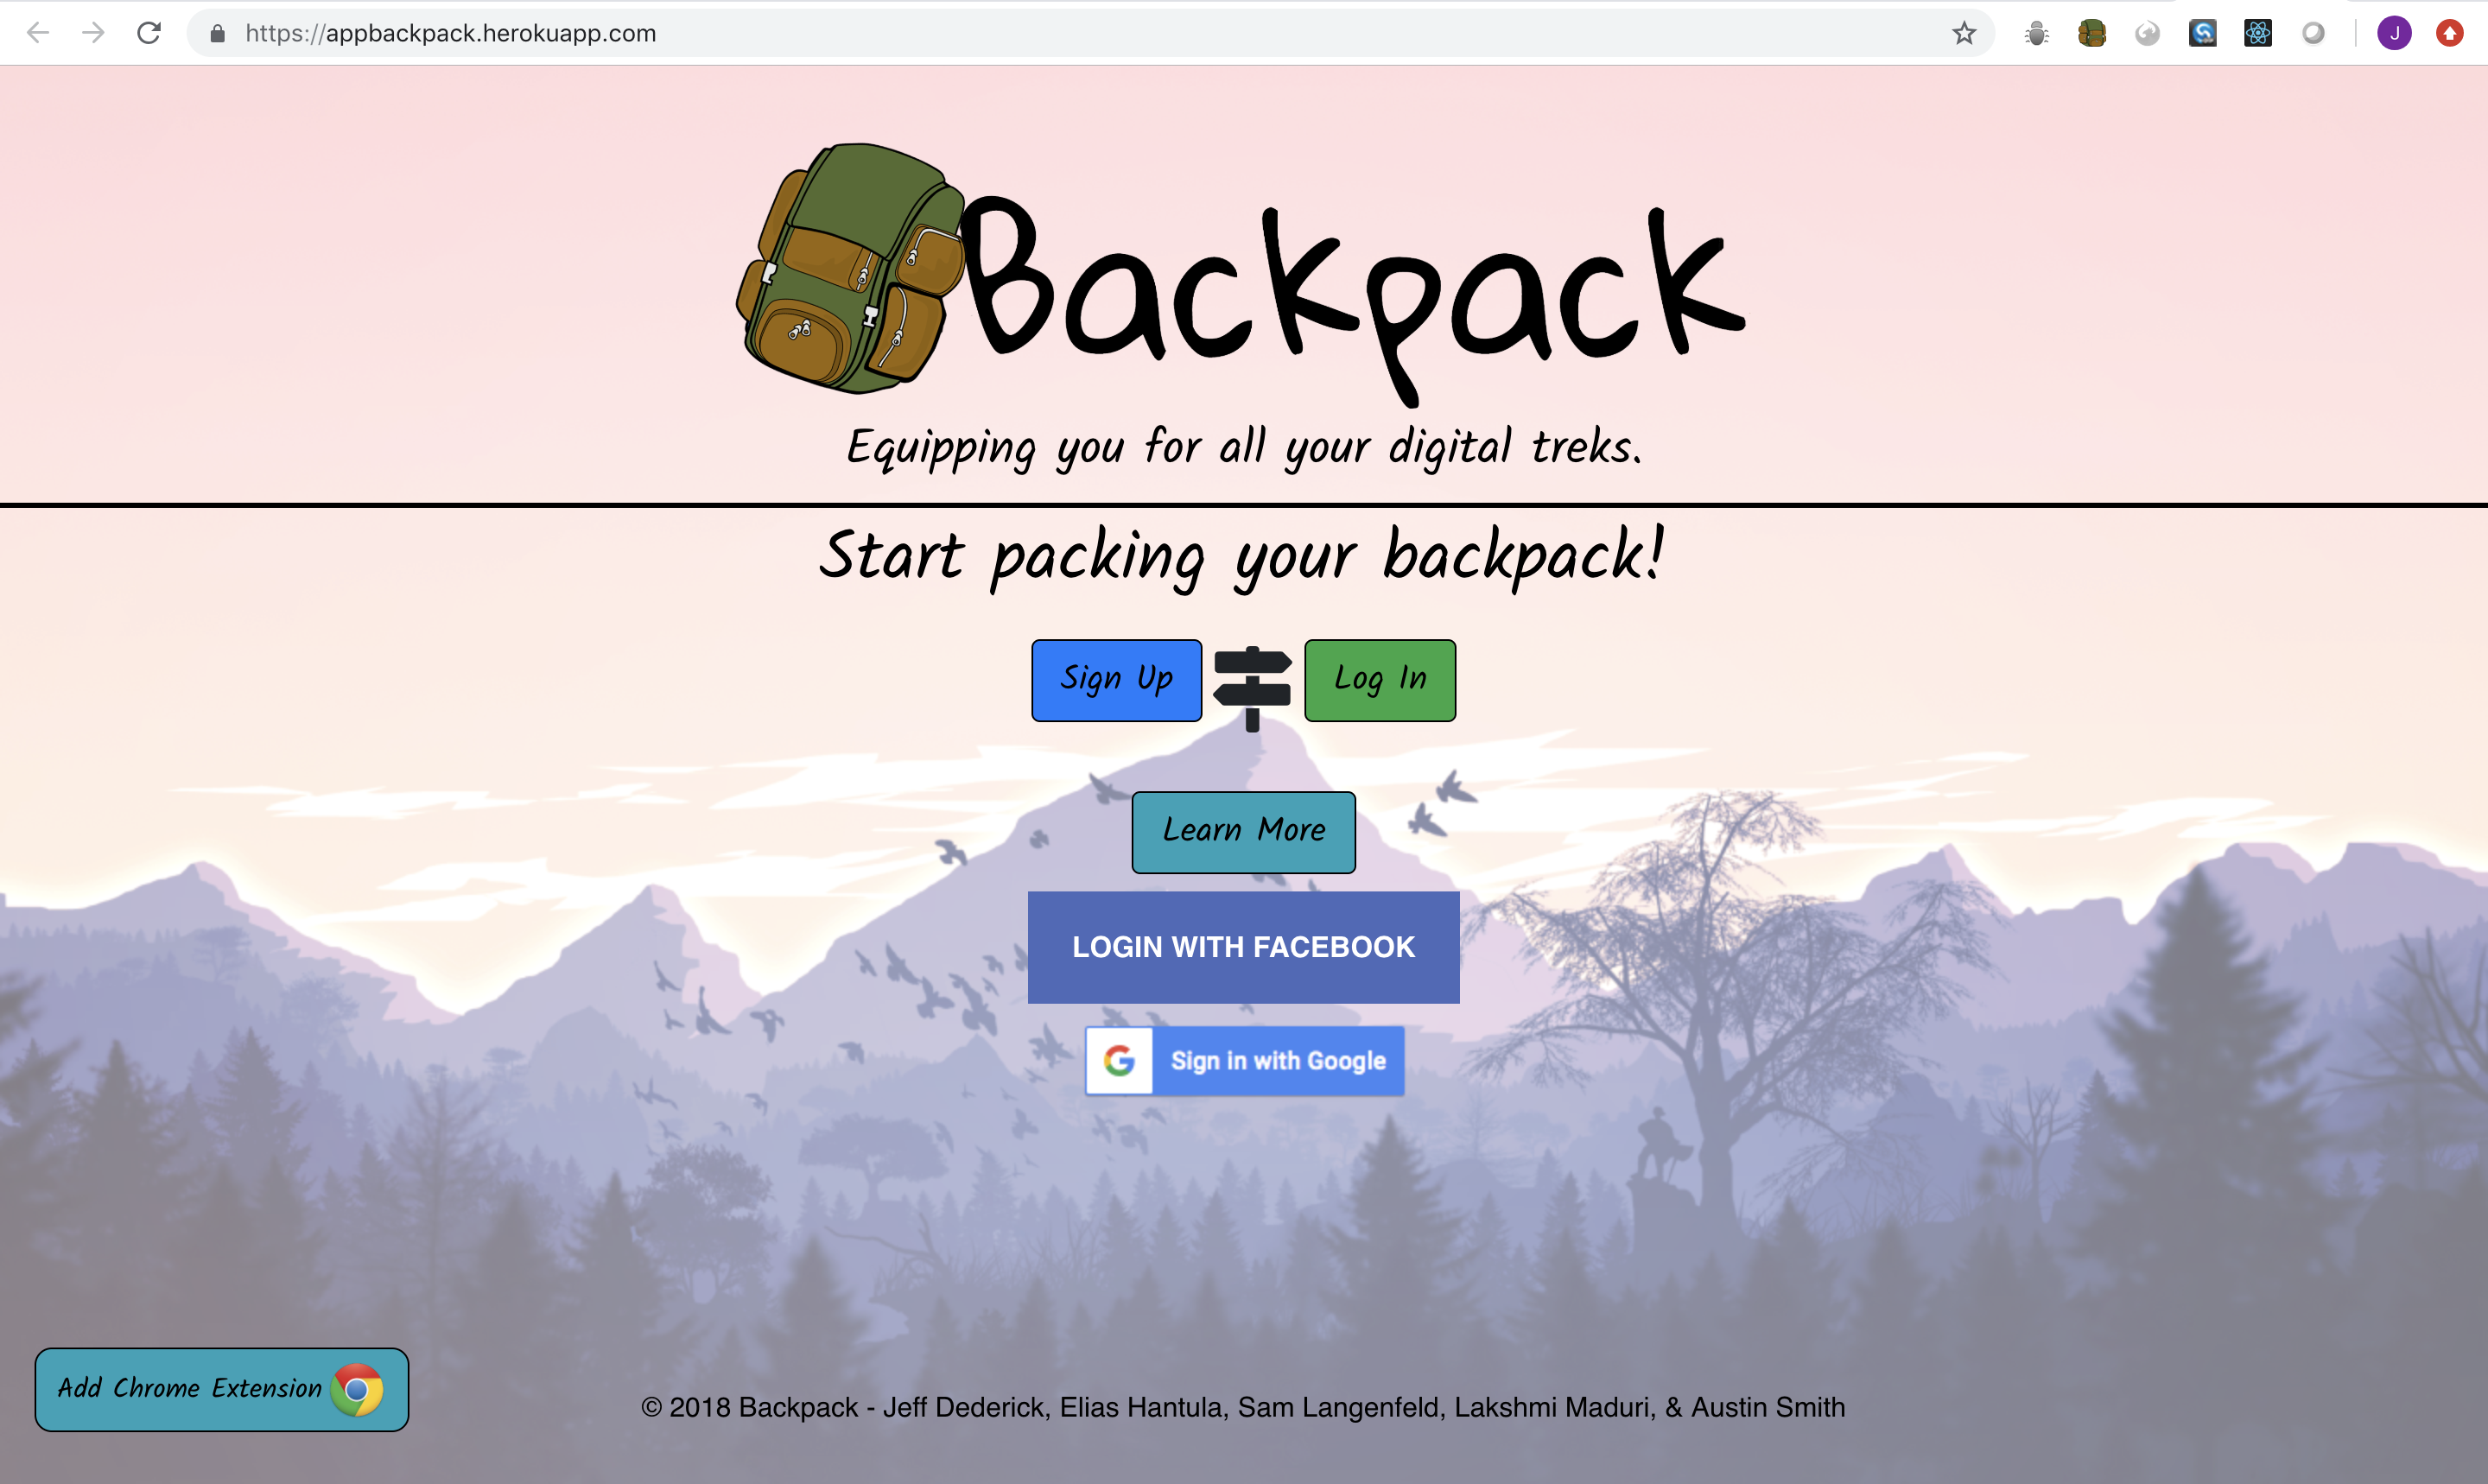 https://appbackpack.herokuapp.com
J
Backpack
Equipping you for all your digital treks.
Start packing your backpack!
Sign Up
Log In
Learn More
LOGIN WITH FACEBOOK
G Sign in with Google
Add Chrome Extension
© 2018 Backpack - Jeff Dederick, Elias Hantula, Sam Langenfeld, Lakshmi Maduri, & Austin Smith